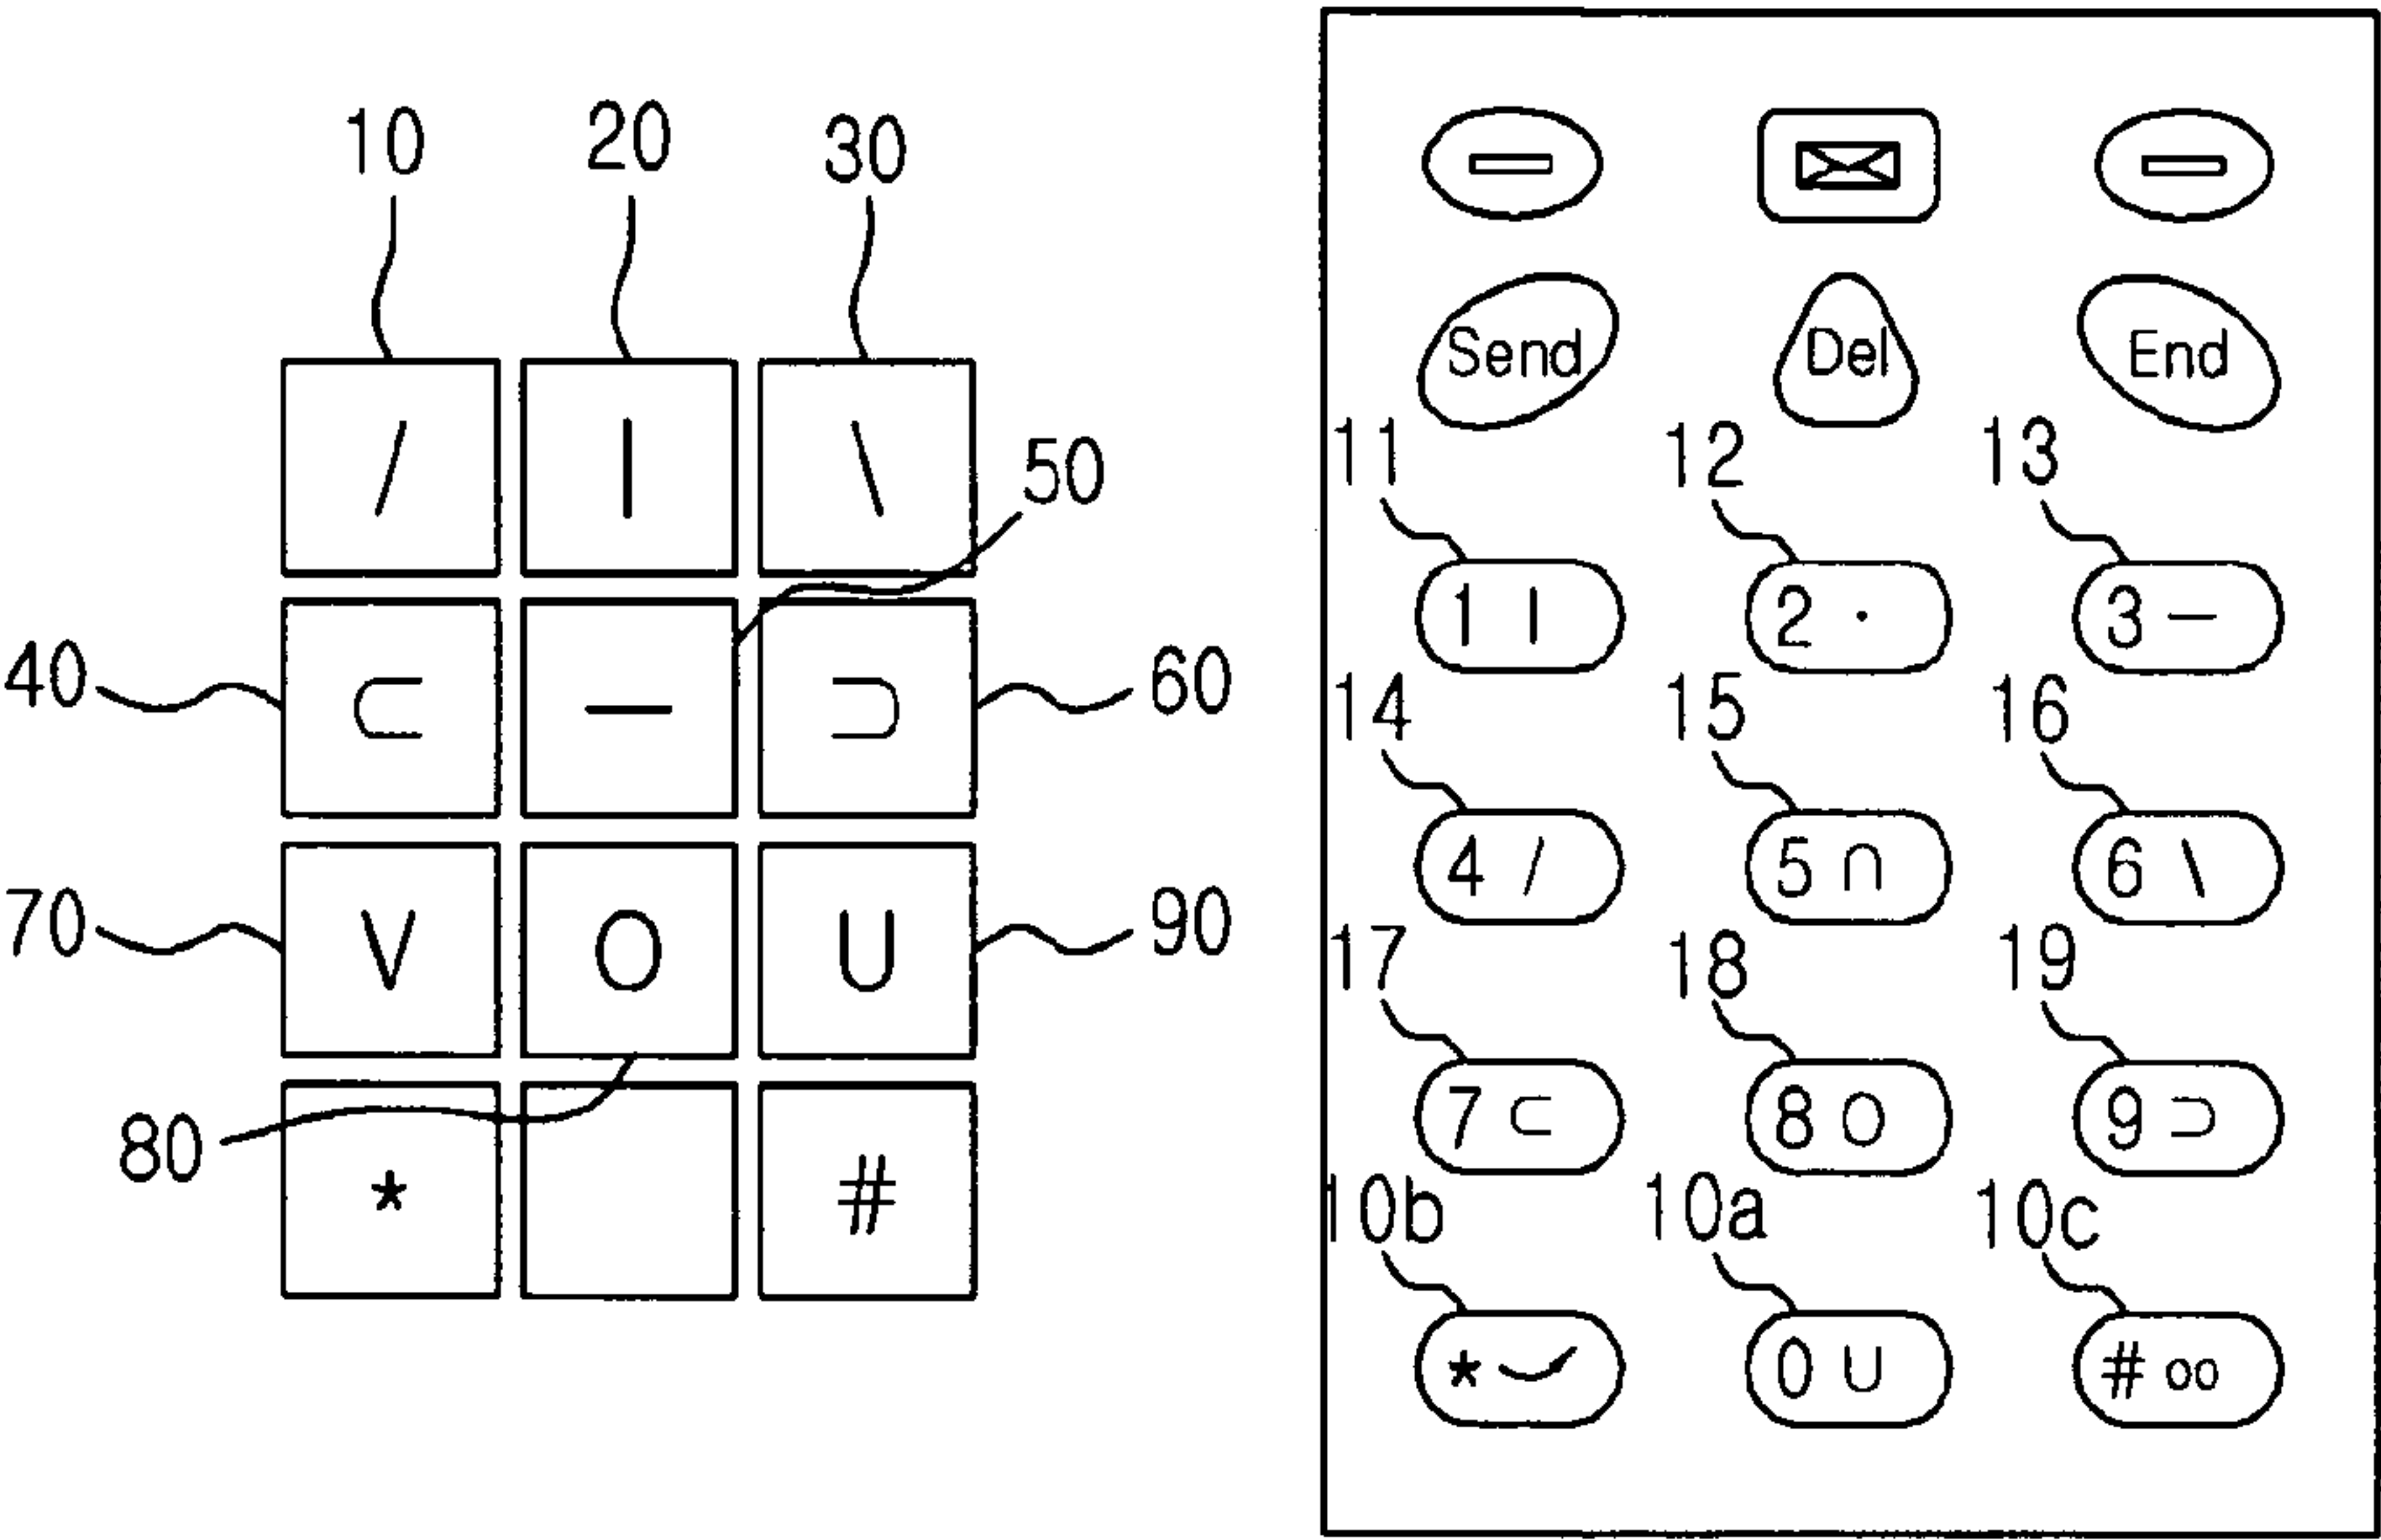 10 20 30
/ | \
50
40 ⊂ — ⊃ 60
70 V O U 90
80
* #
Send Del End
11 12 13
1 | 2 · 3 —
14 15 16
4 / 5 ∩ 6 \
17 18 19
7 ⊂ 8 O 9 ⊃
10b 10a 10c
* 0 U # oo